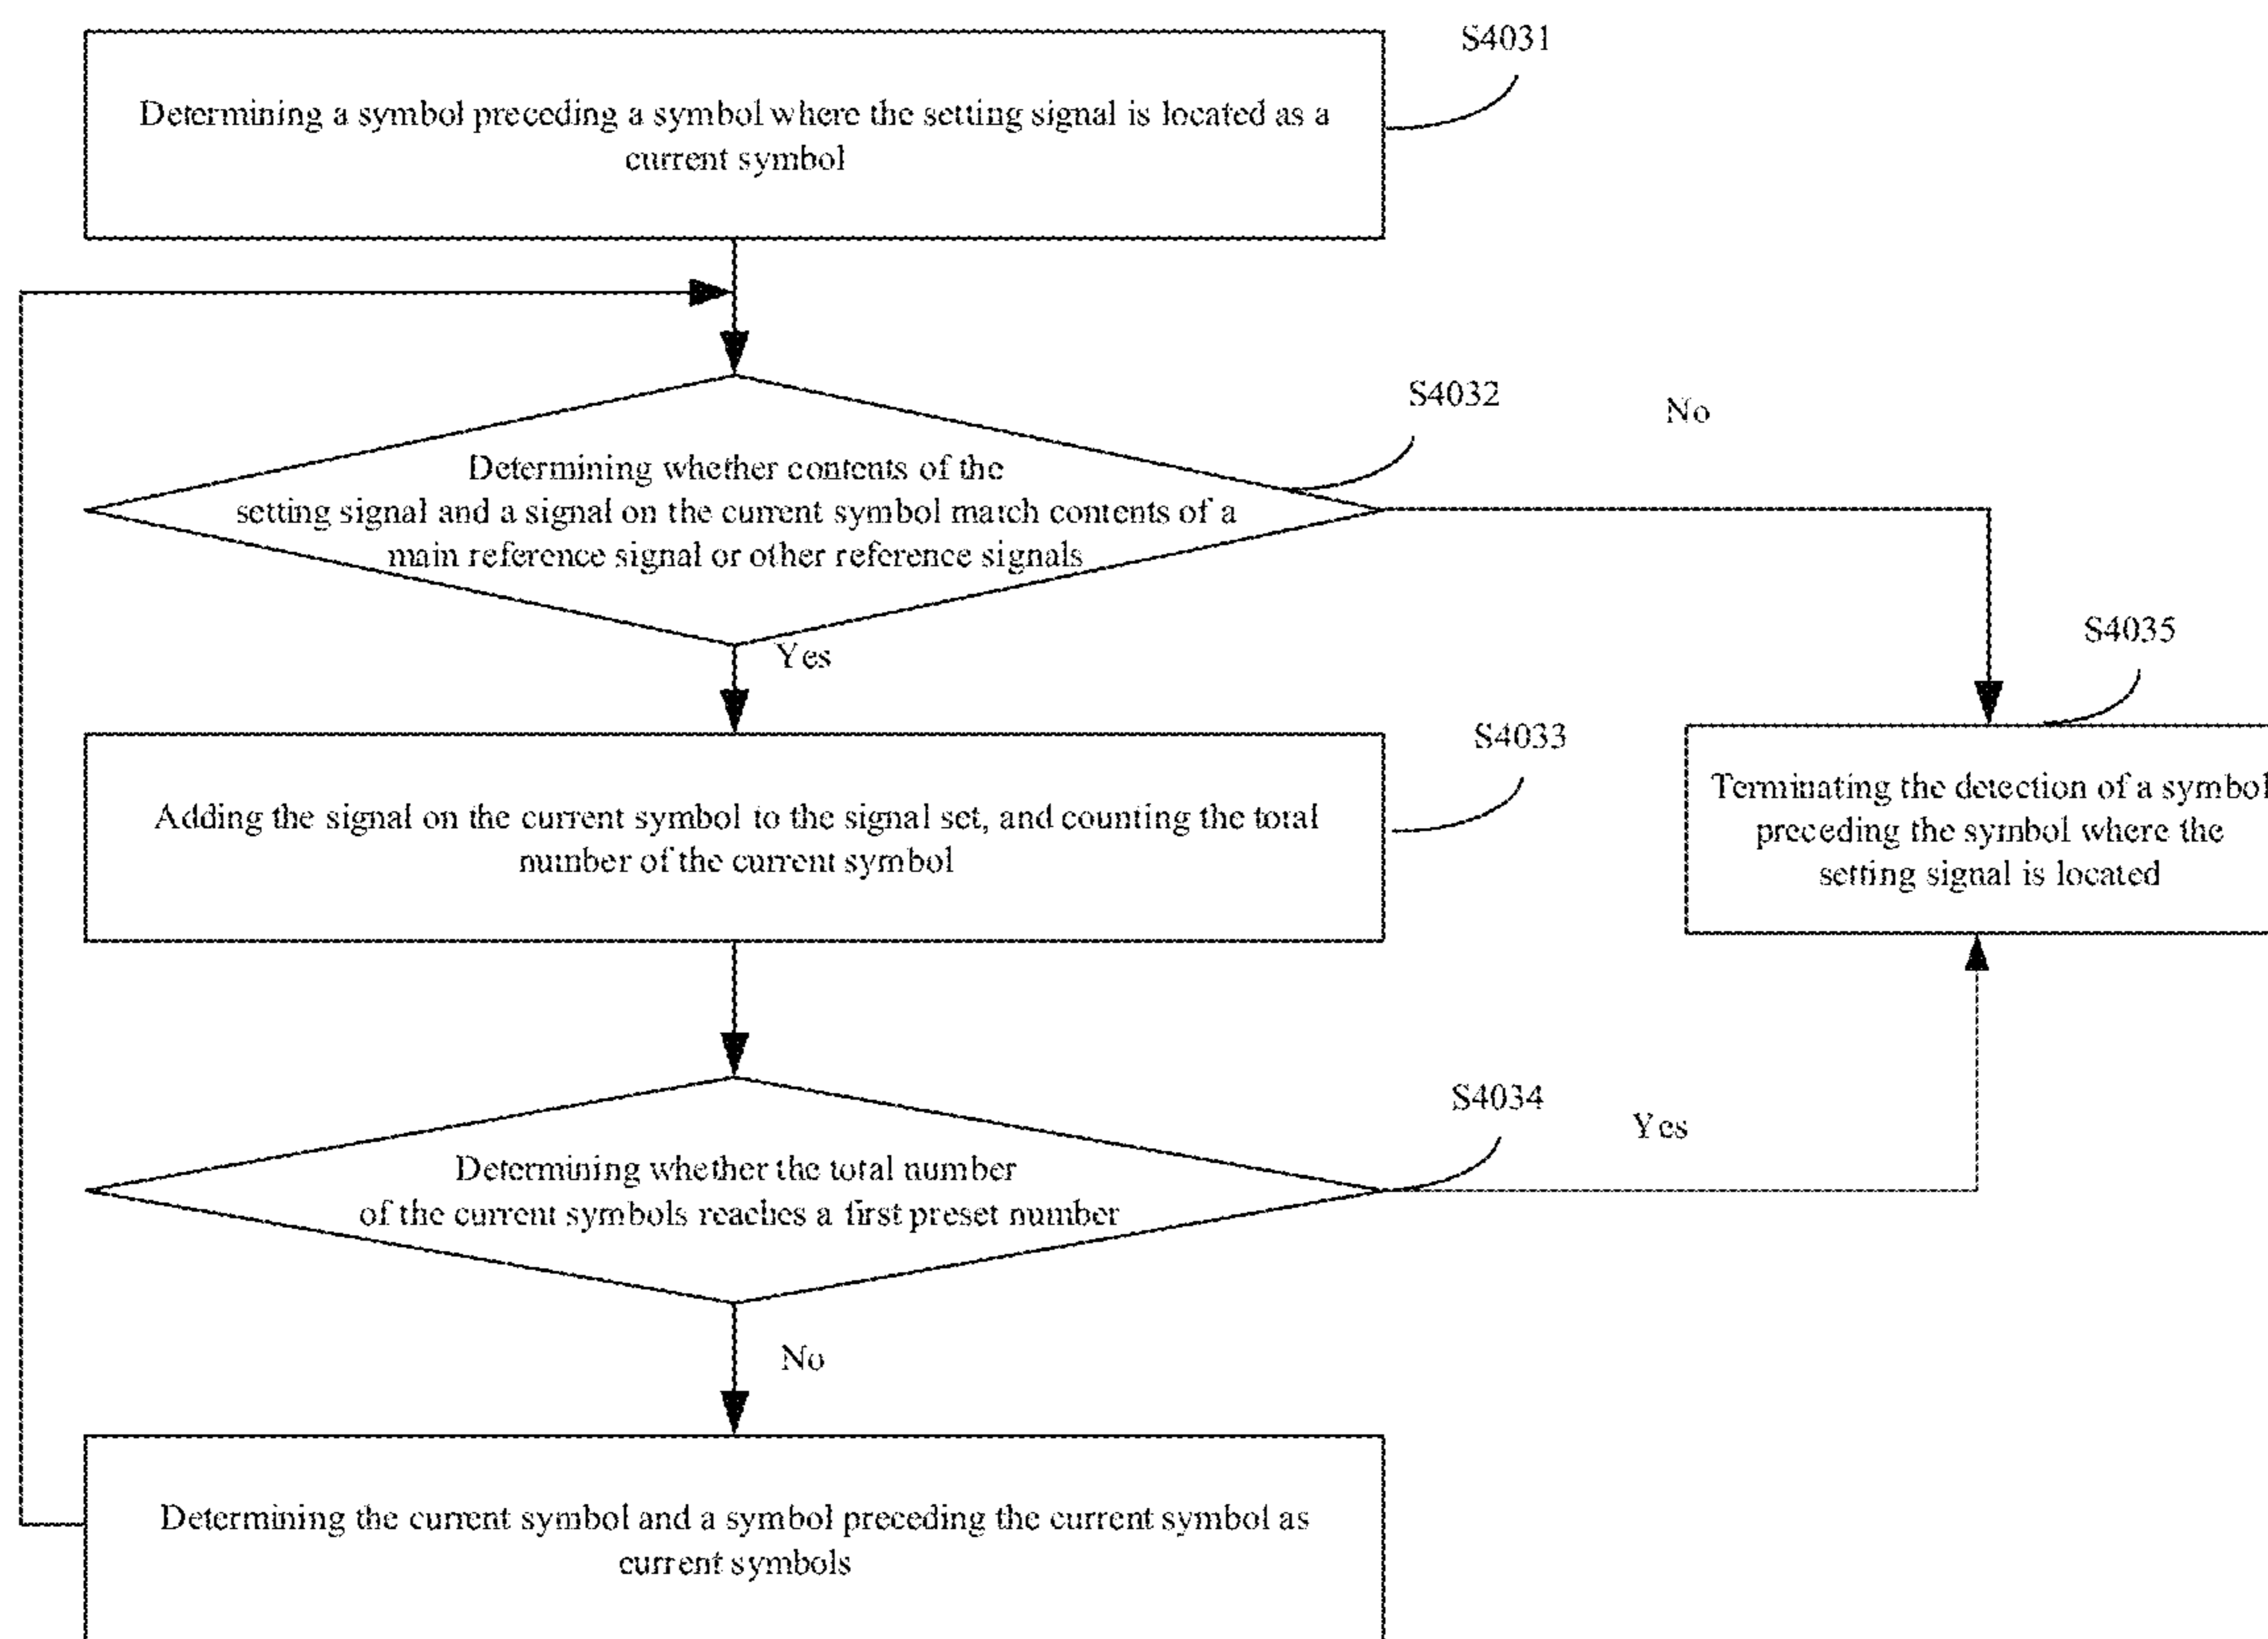 S4031
Determining a symbol preceding a symbol where the setting signal is located as a
current symbol
S4032
No
Determining whether contents of the
setting signal and a signal on the current symbol match contents of a
main reference signal or other reference signals
Yes
S4035
S4033
Terminating the detection of a symbol
preceding the symbol where the
setting signal is located
Adding the signal on the current symbol to the signal set, and counting the total
number of the current symbol
S4034
Yes
Determining whether the total number
of the current symbols reaches a first preset number
No
Determining the current symbol and a symbol preceding the current symbol as
current symbols